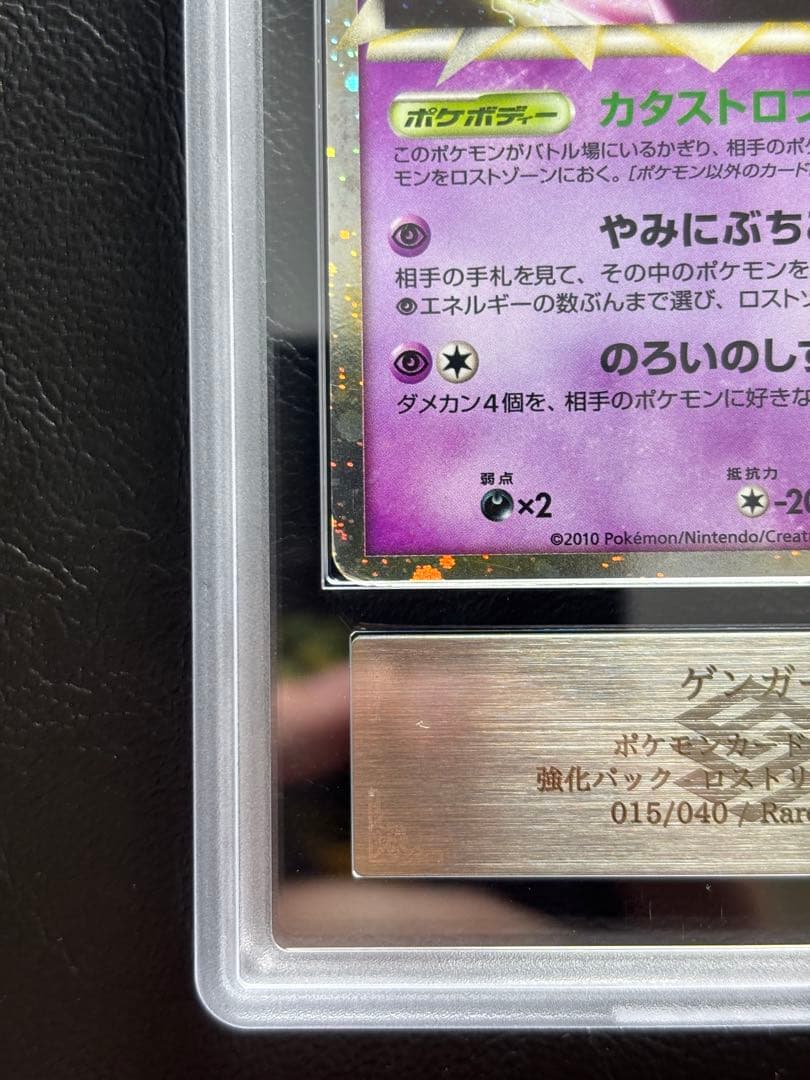 ポケボディー カタストロフ
このポケモンがバトル場にいるかぎり、相手のポケ
モンをロストゾーンにおく。[ポケモン以外のカード
やみにぶち
相手の手札を見て、その中のポケモンを
エネルギーの数ぶんまで選び、ロストゾ
のろいのしず
ダメカン4個を、相手のポケモンに好きな
弱点
×2
抵抗力
-20
©2010 Pokémon/Nintendo/Creat
ゲンガー
ポケモンカード
強化パック - ロストリ
015/040 / Rare